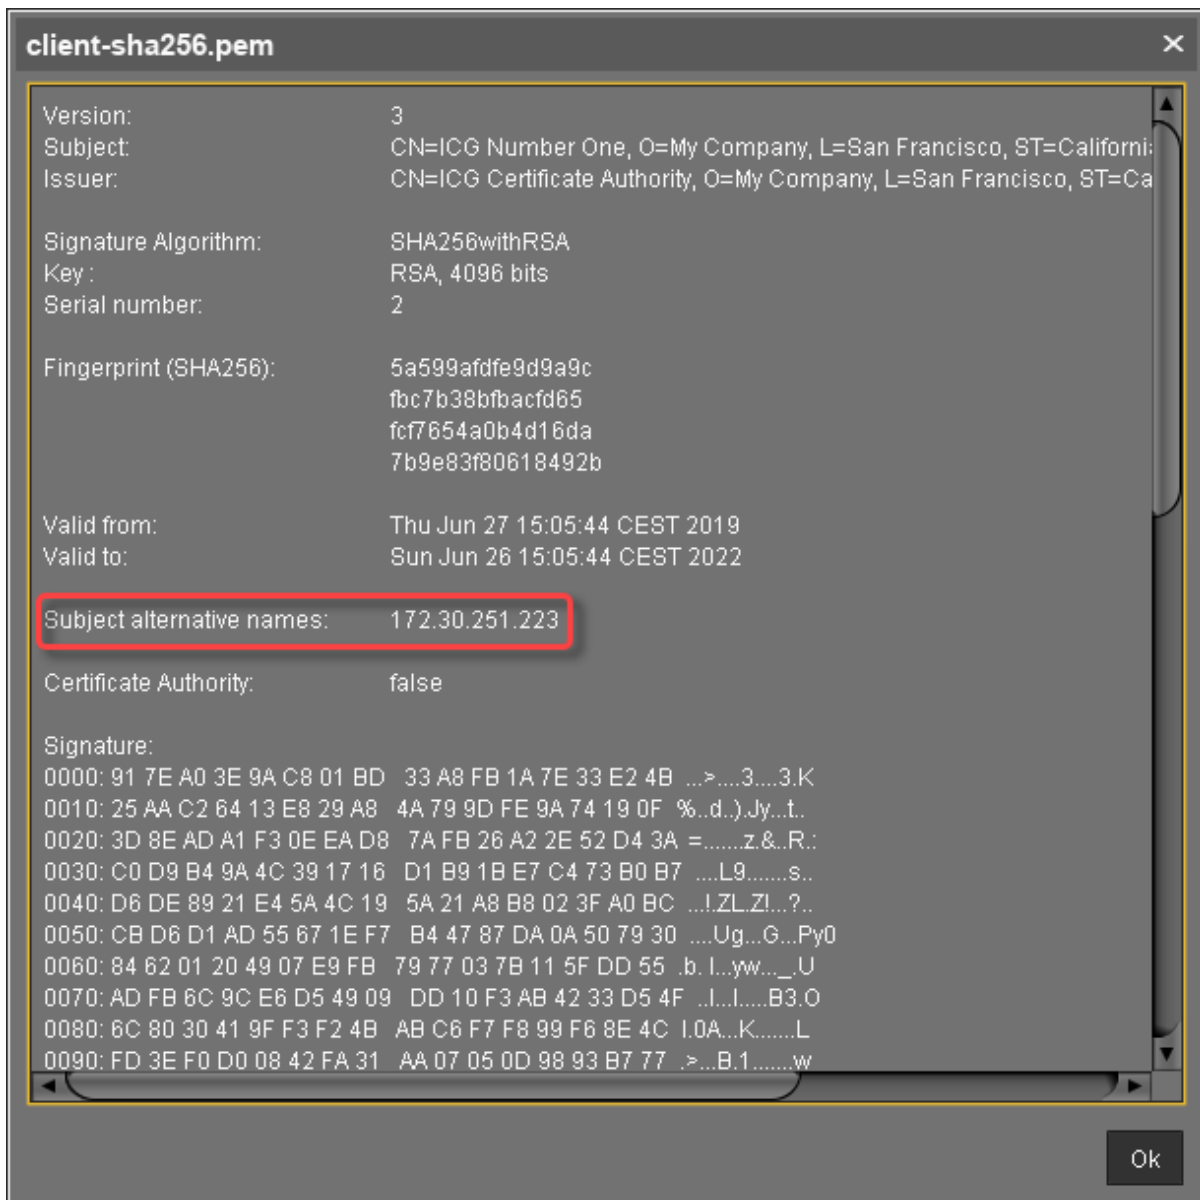 client-sha256.pem
Version: 3
Subject: CN=ICG Number One, O=My Company, L=San Francisco, ST=Californi
Issuer: CN=ICG Certificate Authority, O=My Company, L=San Francisco, ST=Ca
Signature Algorithm: SHA256withRSA
Key : RSA, 4096 bits
Serial number: 2
Fingerprint (SHA256): 5a599afdfe9d9a9c
fbc7b38bfbacfd65
fcf7654a0b4d16da
7b9e83f80618492b
Valid from: Thu Jun 27 15:05:44 CEST 2019
Valid to: Sun Jun 26 15:05:44 CEST 2022
Subject alternative names: 172.30.251.223
Certificate Authority: false
Signature:
0000: 91 7E A0 3E 9A C8 01 BD 33 A8 FB 1A 7E 33 E2 4B ...>....3....3.K
0010: 25 AA C2 64 13 E8 29 A8 4A 79 9D FE 9A 74 19 0F %..d..).Jy...t..
0020: 3D 8E AD A1 F3 0E EA D8 7A FB 26 A2 2E 52 D4 3A =.......z.&..R.:
0030: C0 D9 B4 9A 4C 39 17 16 D1 B9 1B E7 C4 73 B0 B7 ....L9.......s..
0040: D6 DE 89 21 E4 5A 4C 19 5A 21 A8 B8 02 3F A0 BC ...!.ZL.Z!...?..
0050: CB D6 D1 AD 55 67 1E F7 B4 47 87 DA 0A 50 79 30 ....Ug...G...Py0
0060: 84 62 01 20 49 07 E9 FB 79 77 03 7B 11 5F DD 55 .b. I...yw..._.U
0070: AD FB 6C 9C E6 D5 49 09 DD 10 F3 AB 42 33 D5 4F ..l...I.....B3.O
0080: 6C 80 30 41 9F F3 F2 4B AB C6 F7 F8 99 F6 8E 4C l.0A...K.......L
0090: FD 3E F0 D0 08 42 FA 31 AA 07 05 0D 98 93 B7 77 .>...B.1.......w
Ok